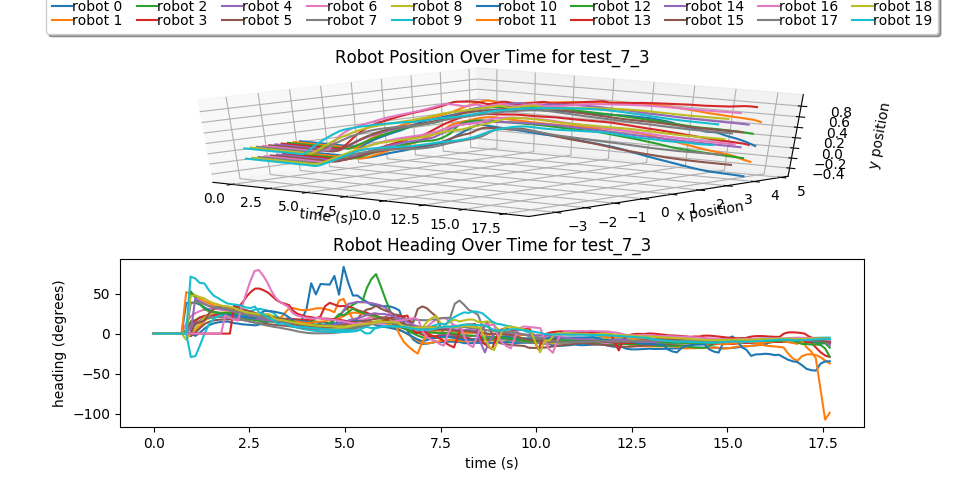 robot 0 robot 2 robot 4 robot 6 robot 8 robot 10 robot 12 robot 14 robot 16 robot 18
robot 1 robot 3 robot 5 robot 7 robot 9 robot 11 robot 13 robot 15 robot 17 robot 19
Robot Position Over Time for test_7_3
0.8
0.6
0.4
0.2
0.0
−0.2
−0.4
y position
0.0 2.5 5.0 7.5 10.0 12.5 15.0 17.5
time (s)
−3 −2 −1 0 1 2 3 4 5
x position
Robot Heading Over Time for test_7_3
50
0
−50
−100
heading (degrees)
0.0 2.5 5.0 7.5 10.0 12.5 15.0 17.5
time (s)